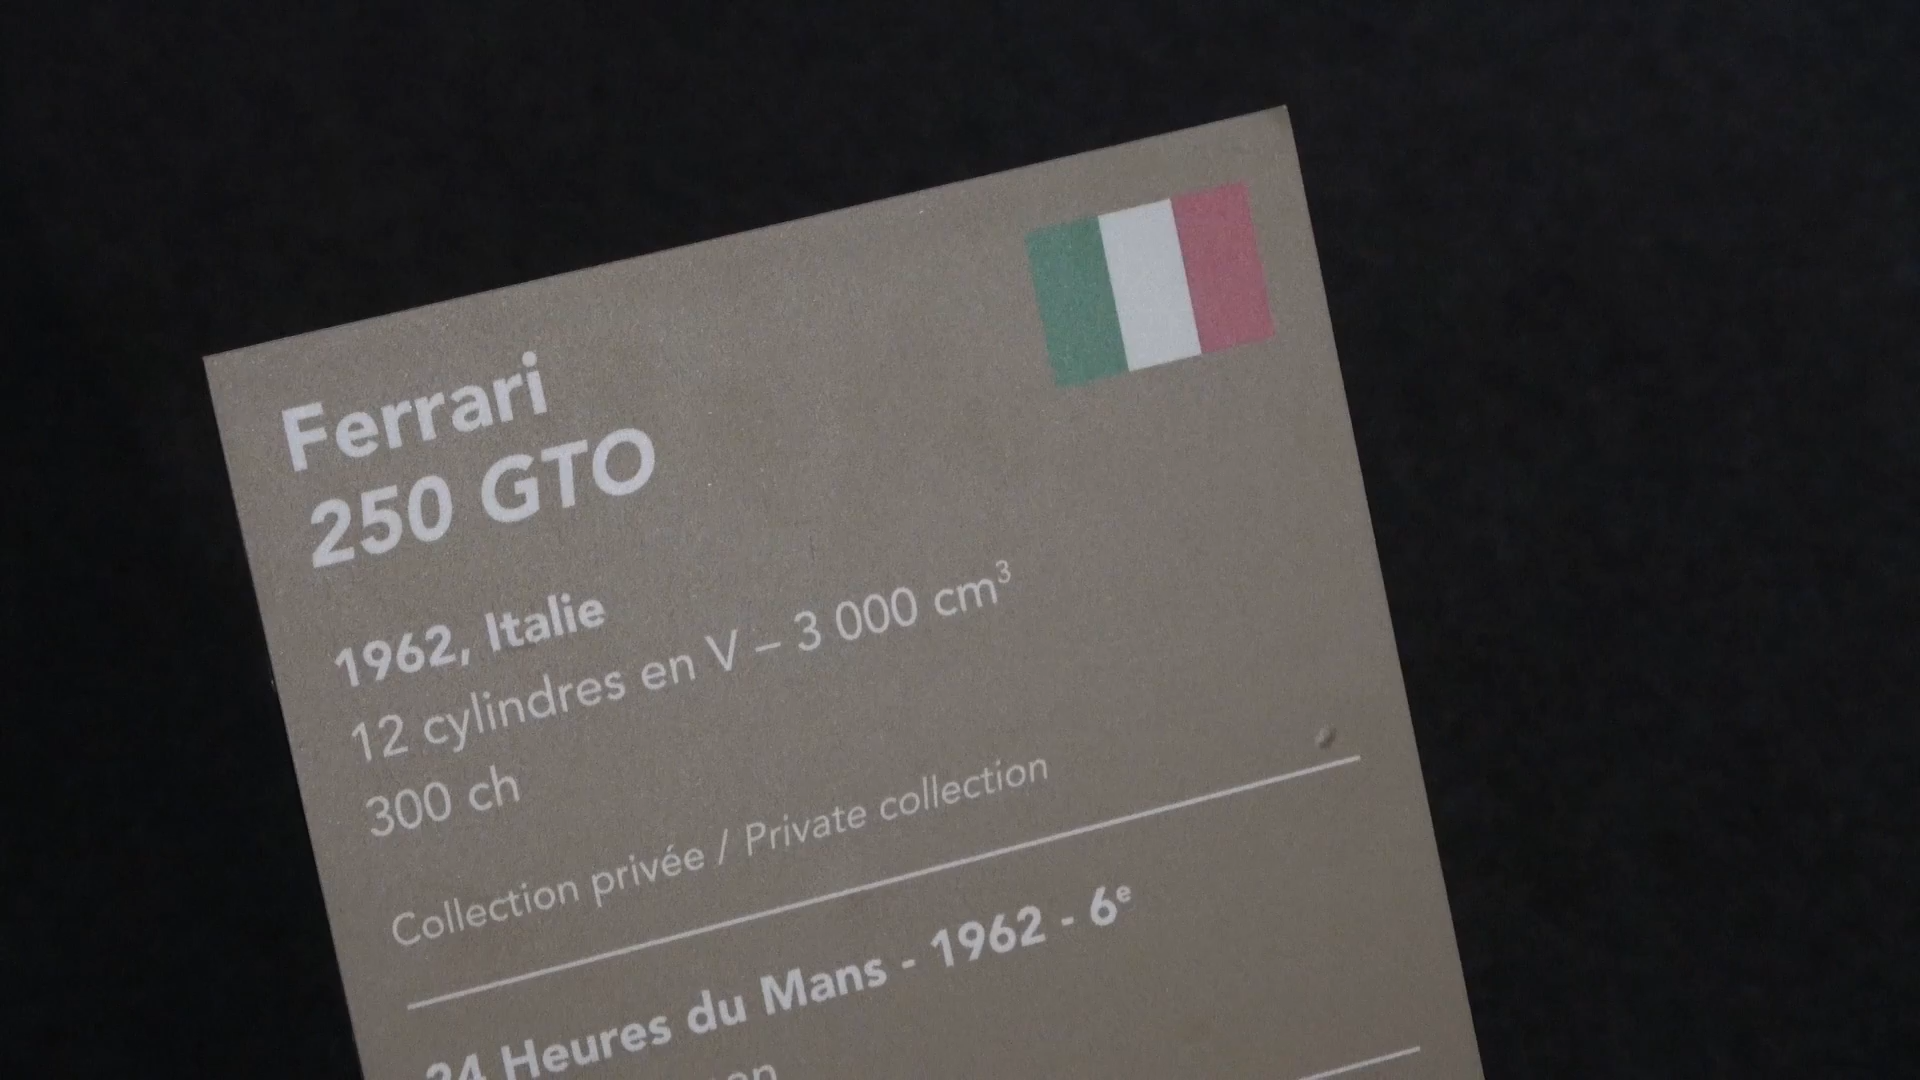 Ferrari
250 GTO
1962, Italie
12 cylindres en V – 3 000 cm³
300 ch
Collection privée / Private collection
24 Heures du Mans - 1962 - 6ᵉ